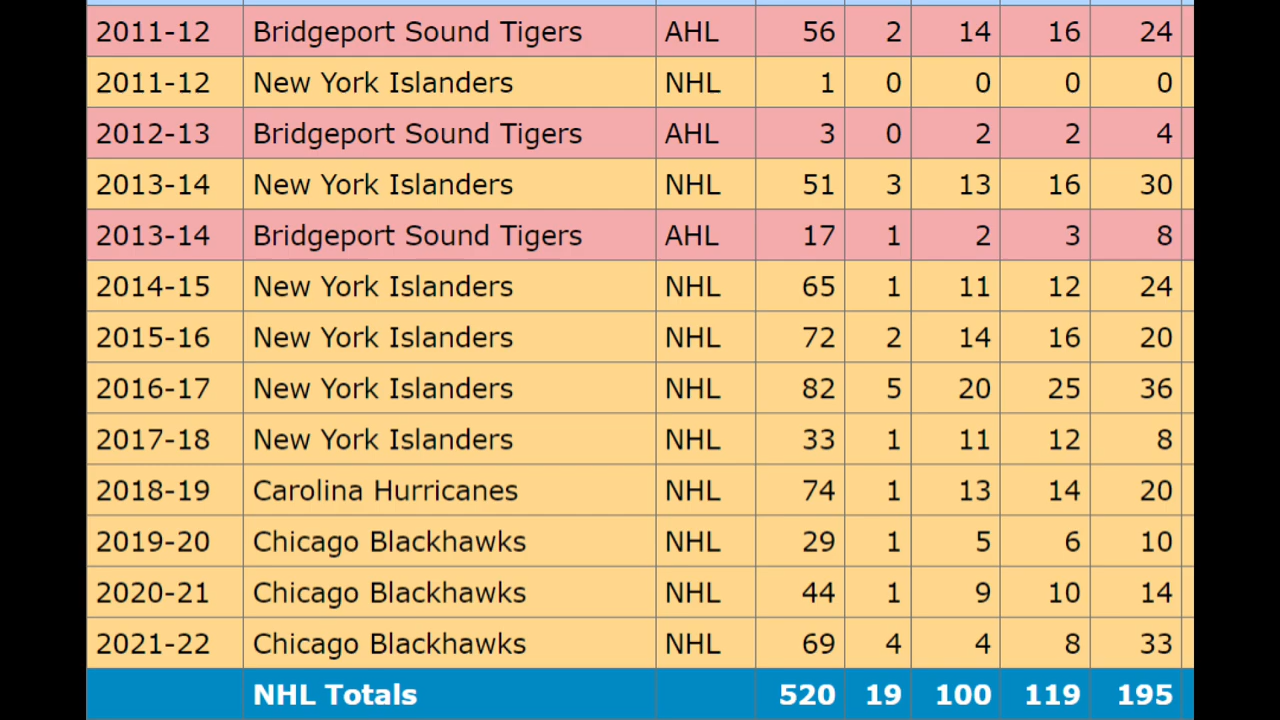 2011-12 Bridgeport Sound Tigers AHL 56 2 14 16 24
2011-12 New York Islanders NHL 1 0 0 0 0
2012-13 Bridgeport Sound Tigers AHL 3 0 2 2 4
2013-14 New York Islanders NHL 51 3 13 16 30
2013-14 Bridgeport Sound Tigers AHL 17 1 2 3 8
2014-15 New York Islanders NHL 65 1 11 12 24
2015-16 New York Islanders NHL 72 2 14 16 20
2016-17 New York Islanders NHL 82 5 20 25 36
2017-18 New York Islanders NHL 33 1 11 12 8
2018-19 Carolina Hurricanes NHL 74 1 13 14 20
2019-20 Chicago Blackhawks NHL 29 1 5 6 10
2020-21 Chicago Blackhawks NHL 44 1 9 10 14
2021-22 Chicago Blackhawks NHL 69 4 4 8 33
NHL Totals 520 19 100 119 195